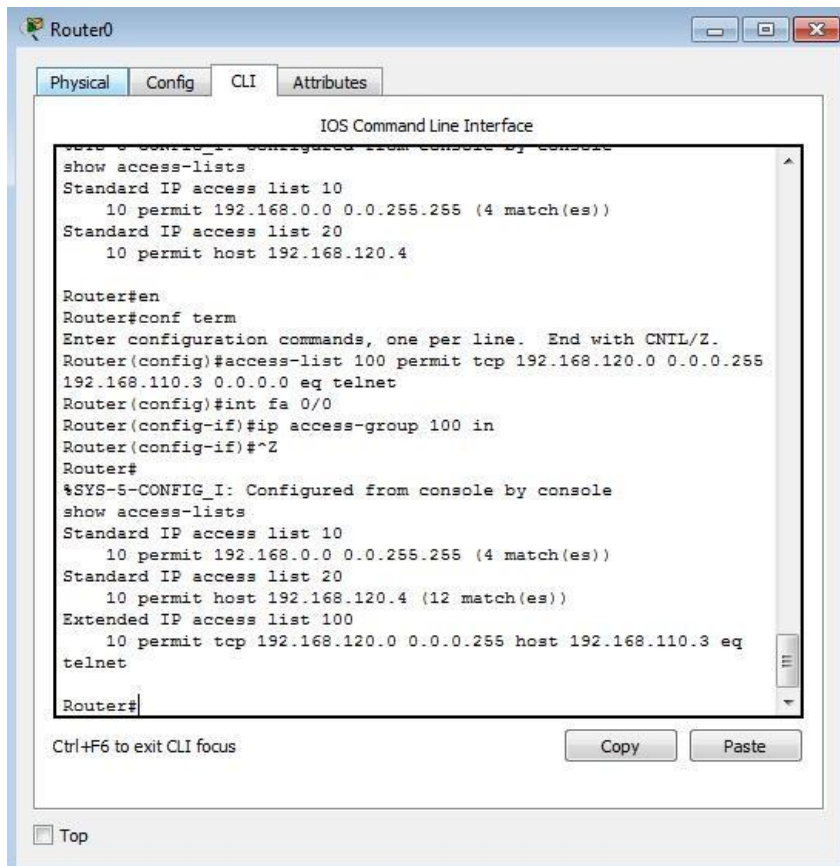 Router0
Physical Config CLI Attributes
IOS Command Line Interface
%SYS-5-CONFIG_I: Configured from console by console
show access-lists
Standard IP access list 10
    10 permit 192.168.0.0 0.0.255.255 (4 match(es))
Standard IP access list 20
    10 permit host 192.168.120.4
Router#en
Router#conf term
Enter configuration commands, one per line.  End with CNTL/Z.
Router(config)#access-list 100 permit tcp 192.168.120.0 0.0.0.255
192.168.110.3 0.0.0.0 eq telnet
Router(config)#int fa 0/0
Router(config-if)#ip access-group 100 in
Router(config-if)#^Z
Router#
%SYS-5-CONFIG_I: Configured from console by console
show access-lists
Standard IP access list 10
    10 permit 192.168.0.0 0.0.255.255 (4 match(es))
Standard IP access list 20
    10 permit host 192.168.120.4 (12 match(es))
Extended IP access list 100
    10 permit tcp 192.168.120.0 0.0.0.255 host 192.168.110.3 eq
telnet
Router#
Ctrl+F6 to exit CLI focus
Copy Paste
Top